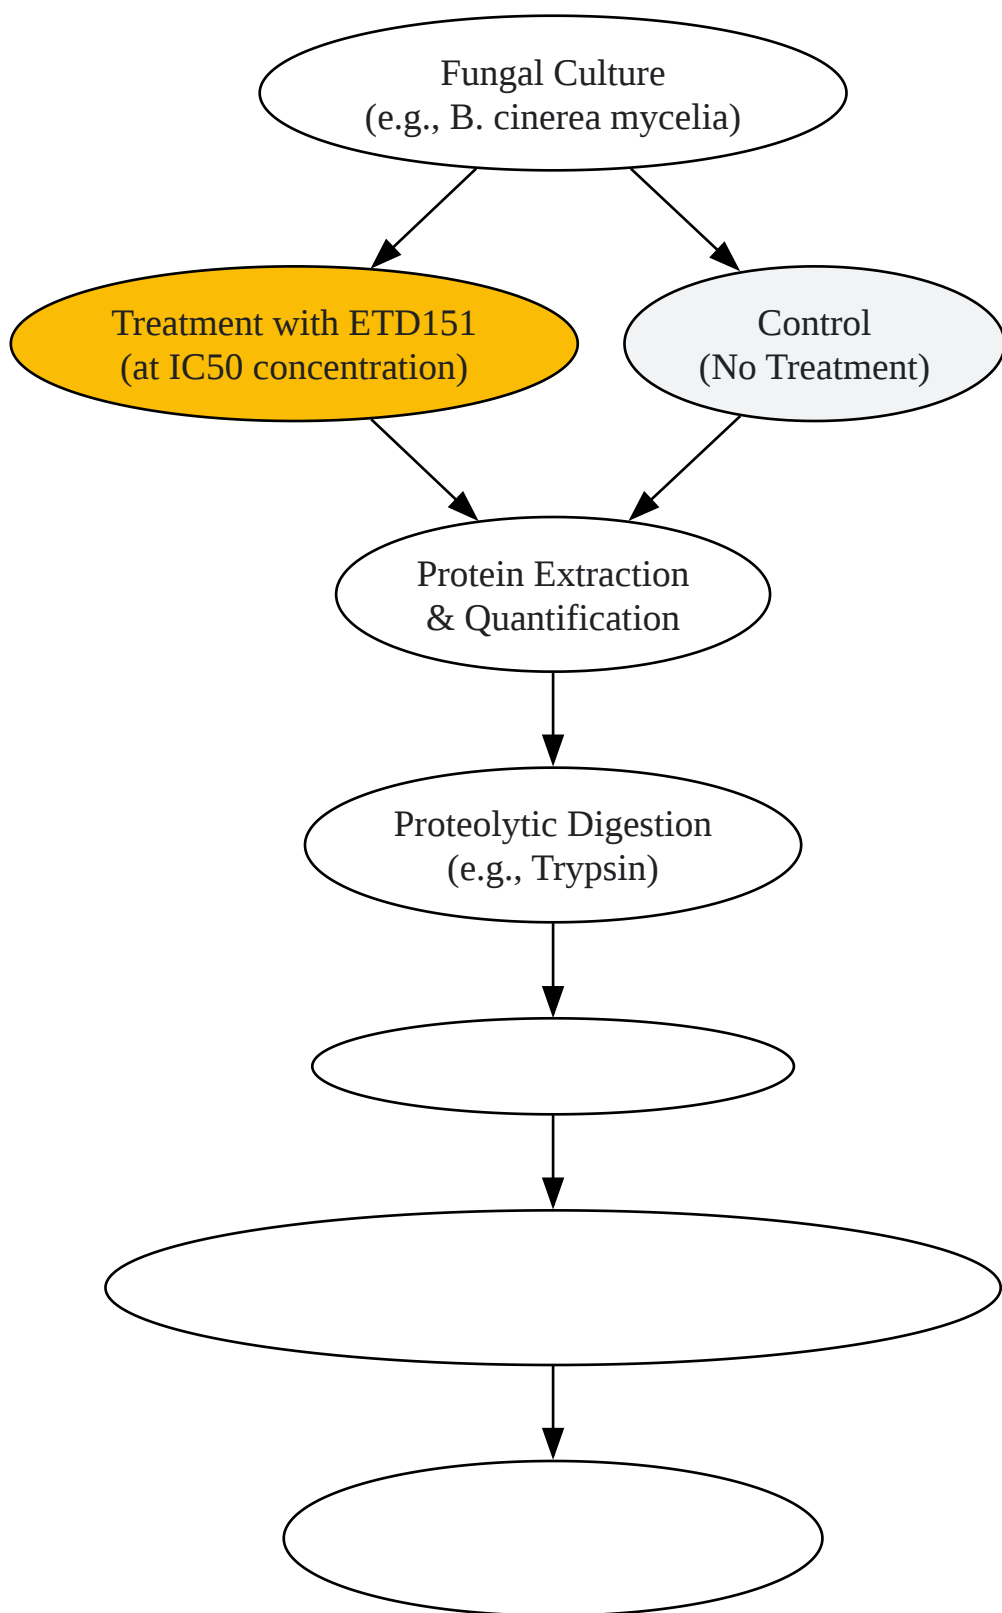 Fungal Culture
(e.g., B. cinerea mycelia)
Treatment with ETD151
(at IC50 concentration)
Control
(No Treatment)
Protein Extraction
& Quantification
Proteolytic Digestion
(e.g., Trypsin)